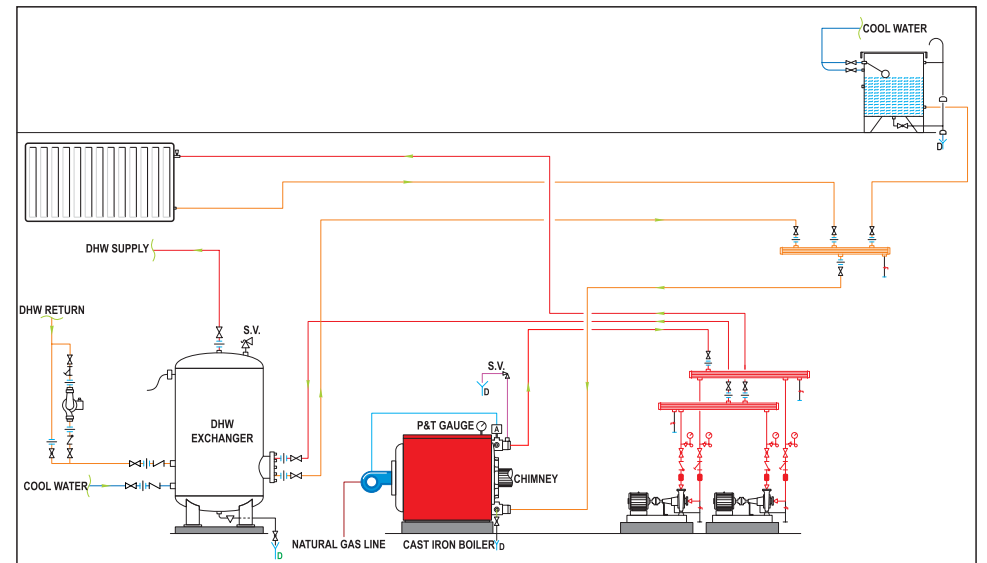 COOL WATER
D
DHW SUPPLY
DHW RETURN
S.V.
S.V.
D
P&T GAUGE
A
DHW
EXCHANGER
CHIMNEY
COOL WATER
NATURAL GAS LINE
CAST IRON BOILER
D
D